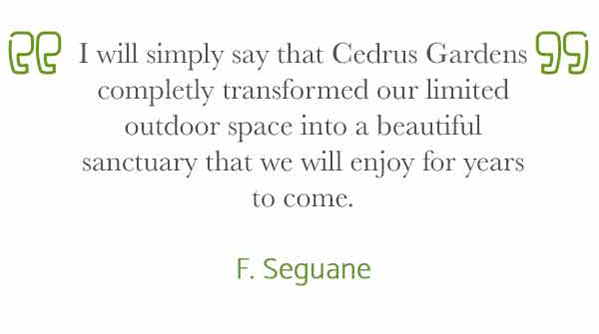 I will simply say that Cedrus Gardens
completly transformed our limited
outdoor space into a beautiful
sanctuary that we will enjoy for years
to come.
F. Seguane